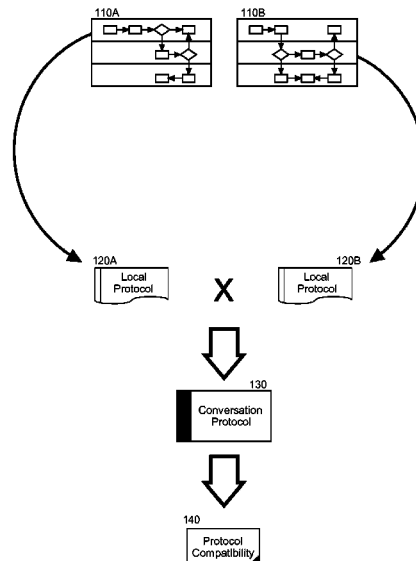 110A
110B
120A
Local
Protocol
X
120B
Local
Protocol
130
Conversation
Protocol
140
Protocol
Compatibility